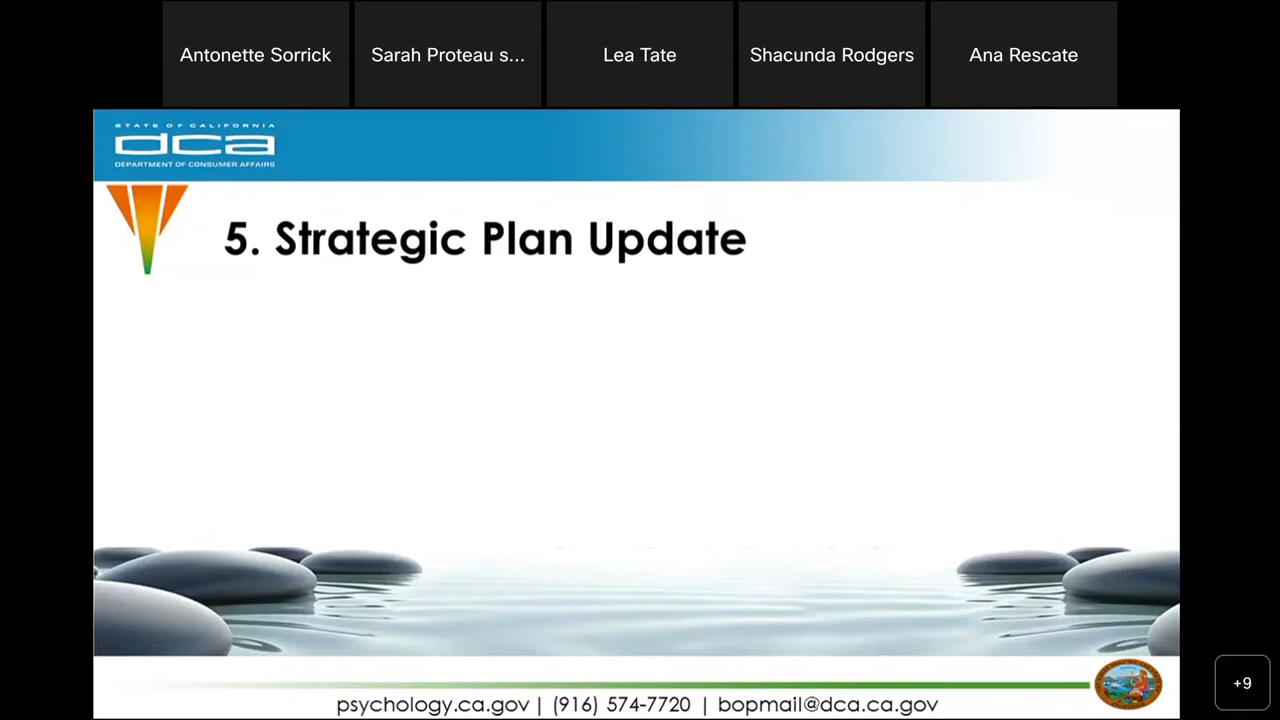 Antonette Sorrick
Sarah Proteau s...
Lea Tate
Shacunda Rodgers
Ana Rescate
STATE OF CALIFORNIA
dca
DEPARTMENT OF CONSUMER AFFAIRS
5. Strategic Plan Update
+9
psychology.ca.gov | (916) 574-7720 | bopmail@dca.ca.gov